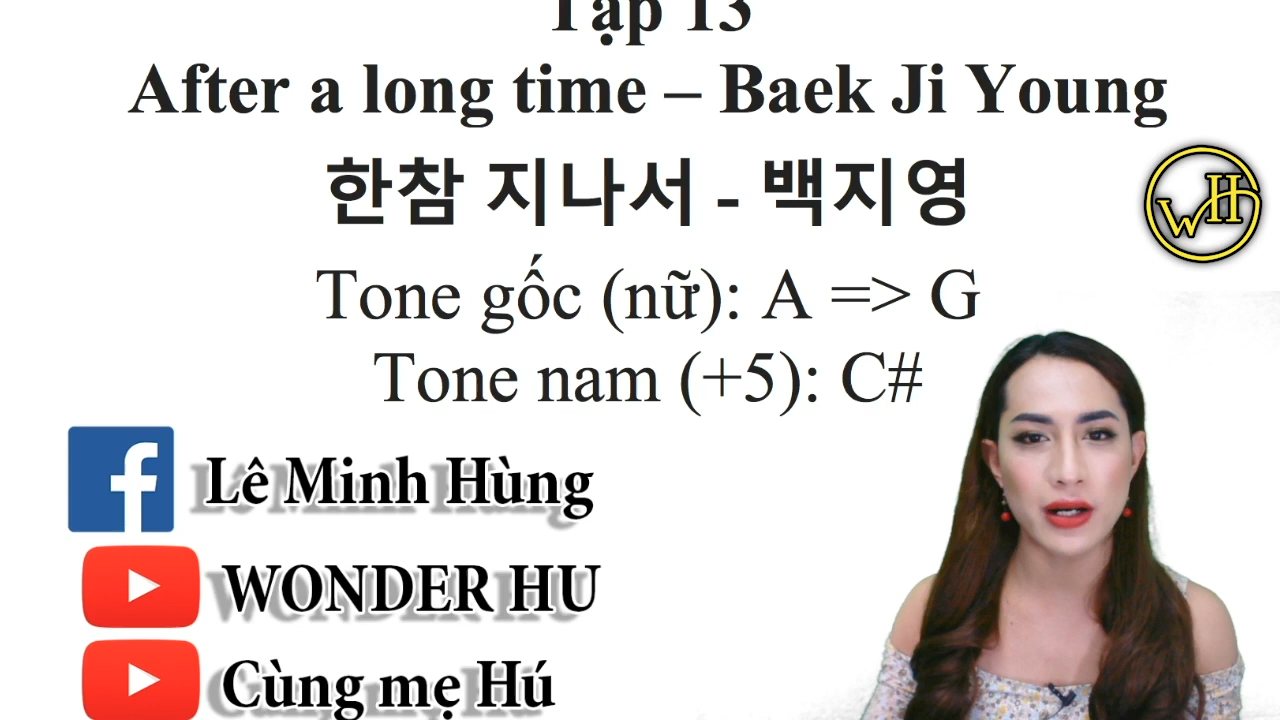 Tập 13
After a long time – Baek Ji Young
한참 지나서 - 백지영
WH
Tone gốc (nữ): A => G
Tone nam (+5): C#
f Lê Minh Hùng
WONDER HU
Cùng mẹ Hú